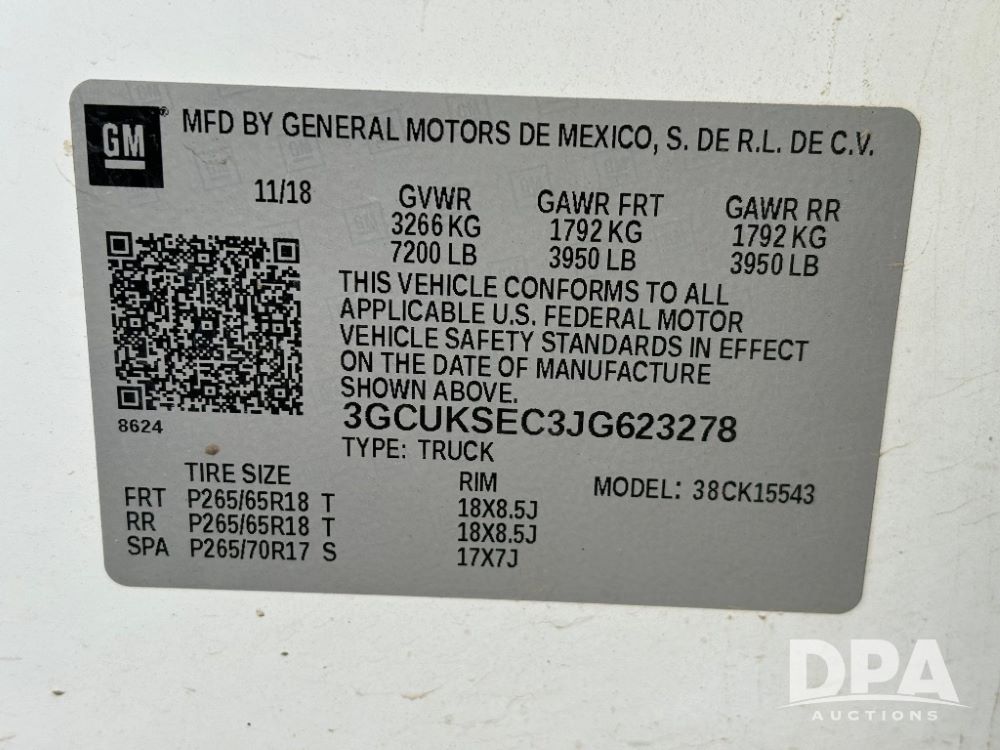 GM
MFD BY GENERAL MOTORS DE MEXICO, S. DE R.L. DE C.V.
11/18 GVWR GAWR FRT GAWR RR
3266 KG 1792 KG 1792 KG
7200 LB 3950 LB 3950 LB
THIS VEHICLE CONFORMS TO ALL
APPLICABLE U.S. FEDERAL MOTOR
VEHICLE SAFETY STANDARDS IN EFFECT
ON THE DATE OF MANUFACTURE
SHOWN ABOVE.
8624 3GCUKSEC3JG623278
TYPE: TRUCK
TIRE SIZE RIM MODEL: 38CK15543
FRT P265/65R18 T 18X8.5J
RR P265/65R18 T 18X8.5J
SPA P265/70R17 S 17X7J
DPA
AUCTIONS